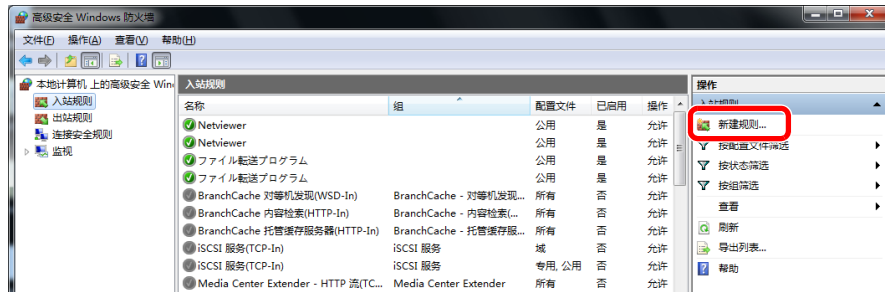 高级安全 Windows 防火墙
文件(F) 操作(A) 查看(V) 帮助(H)
本地计算机 上的高级安全 Win
入站规则
出站规则
连接安全规则
监视
入站规则
名称 组 配置文件 已启用 操作
Netviewer 公用 是 允许
Netviewer 公用 是 允许
ファイル転送プログラム 公用 是 允许
ファイル転送プログラム 公用 是 允许
BranchCache 对等机发现(WSD-In) BranchCache - 对等机发现... 所有 否 允许
BranchCache 内容检索(HTTP-In) BranchCache - 内容检索(... 所有 否 允许
BranchCache 托管缓存服务器(HTTP-In) BranchCache - 托管缓存服... 所有 否 允许
iSCSI 服务(TCP-In) iSCSI 服务 域 否 允许
iSCSI 服务(TCP-In) iSCSI 服务 专用, 公用 否 允许
Media Center Extender - HTTP 流(TC... Media Center Extender 所有 否 允许
操作
入站规则
新建规则...
按配置文件筛选
按状态筛选
按组筛选
查看
刷新
导出列表...
帮助